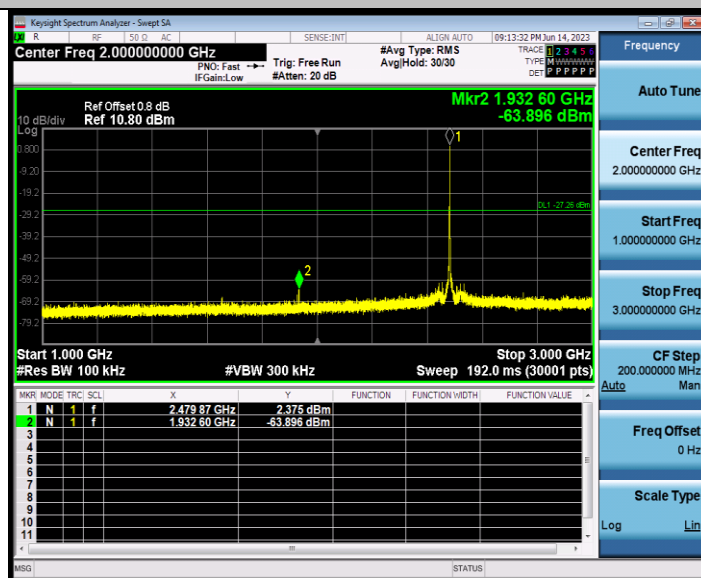 Keysight Spectrum Analyzer - Swept SA
LXI R RF 50 Ω AC SENSE:INT ALIGN AUTO 09:13:32 PM Jun 14, 2023
Center Freq 2.000000000 GHz
PNO: Fast
IFGain:Low
Trig: Free Run
#Atten: 20 dB
#Avg Type: RMS
Avg|Hold: 30/30
TRACE 1 2 3 4 5 6
TYPE M W W W W W
DET P P P P P P
Ref Offset 0.8 dB
Ref 10.80 dBm
10 dB/div
Log
Mkr2 1.932 60 GHz
-63.896 dBm
0.800
-9.20
-19.2
-29.2
-39.2
-49.2
-59.2
-69.2
-79.2
1
DL1 -27.26 dBm
2
Start 1.000 GHz Stop 3.000 GHz
#Res BW 100 kHz #VBW 300 kHz Sweep 192.0 ms (30001 pts)
MKR MODE TRC SCL X Y FUNCTION FUNCTION WIDTH FUNCTION VALUE
1 N 1 f 2.479 87 GHz 2.375 dBm
2 N 1 f 1.932 60 GHz -63.896 dBm
3
4
5
6
7
8
9
10
11
MSG STATUS
Frequency
Auto Tune
Center Freq
2.000000000 GHz
Start Freq
1.000000000 GHz
Stop Freq
3.000000000 GHz
CF Step
200.000000 MHz
Auto Man
Freq Offset
0 Hz
Scale Type
Log Lin